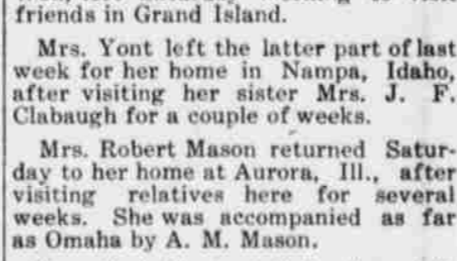 friends in Grand Island.
Mrs. Yont left the latter part of last
week for her home in Nampa, Idaho,
after visiting her sister Mrs. J. F.
Clabaugh for a couple of weeks.
Mrs. Robert Mason returned Satur-
day to her home at Aurora, Ill., after
visiting relatives here for several
weeks. She was accompanied as far
as Omaha by A. M. Mason.